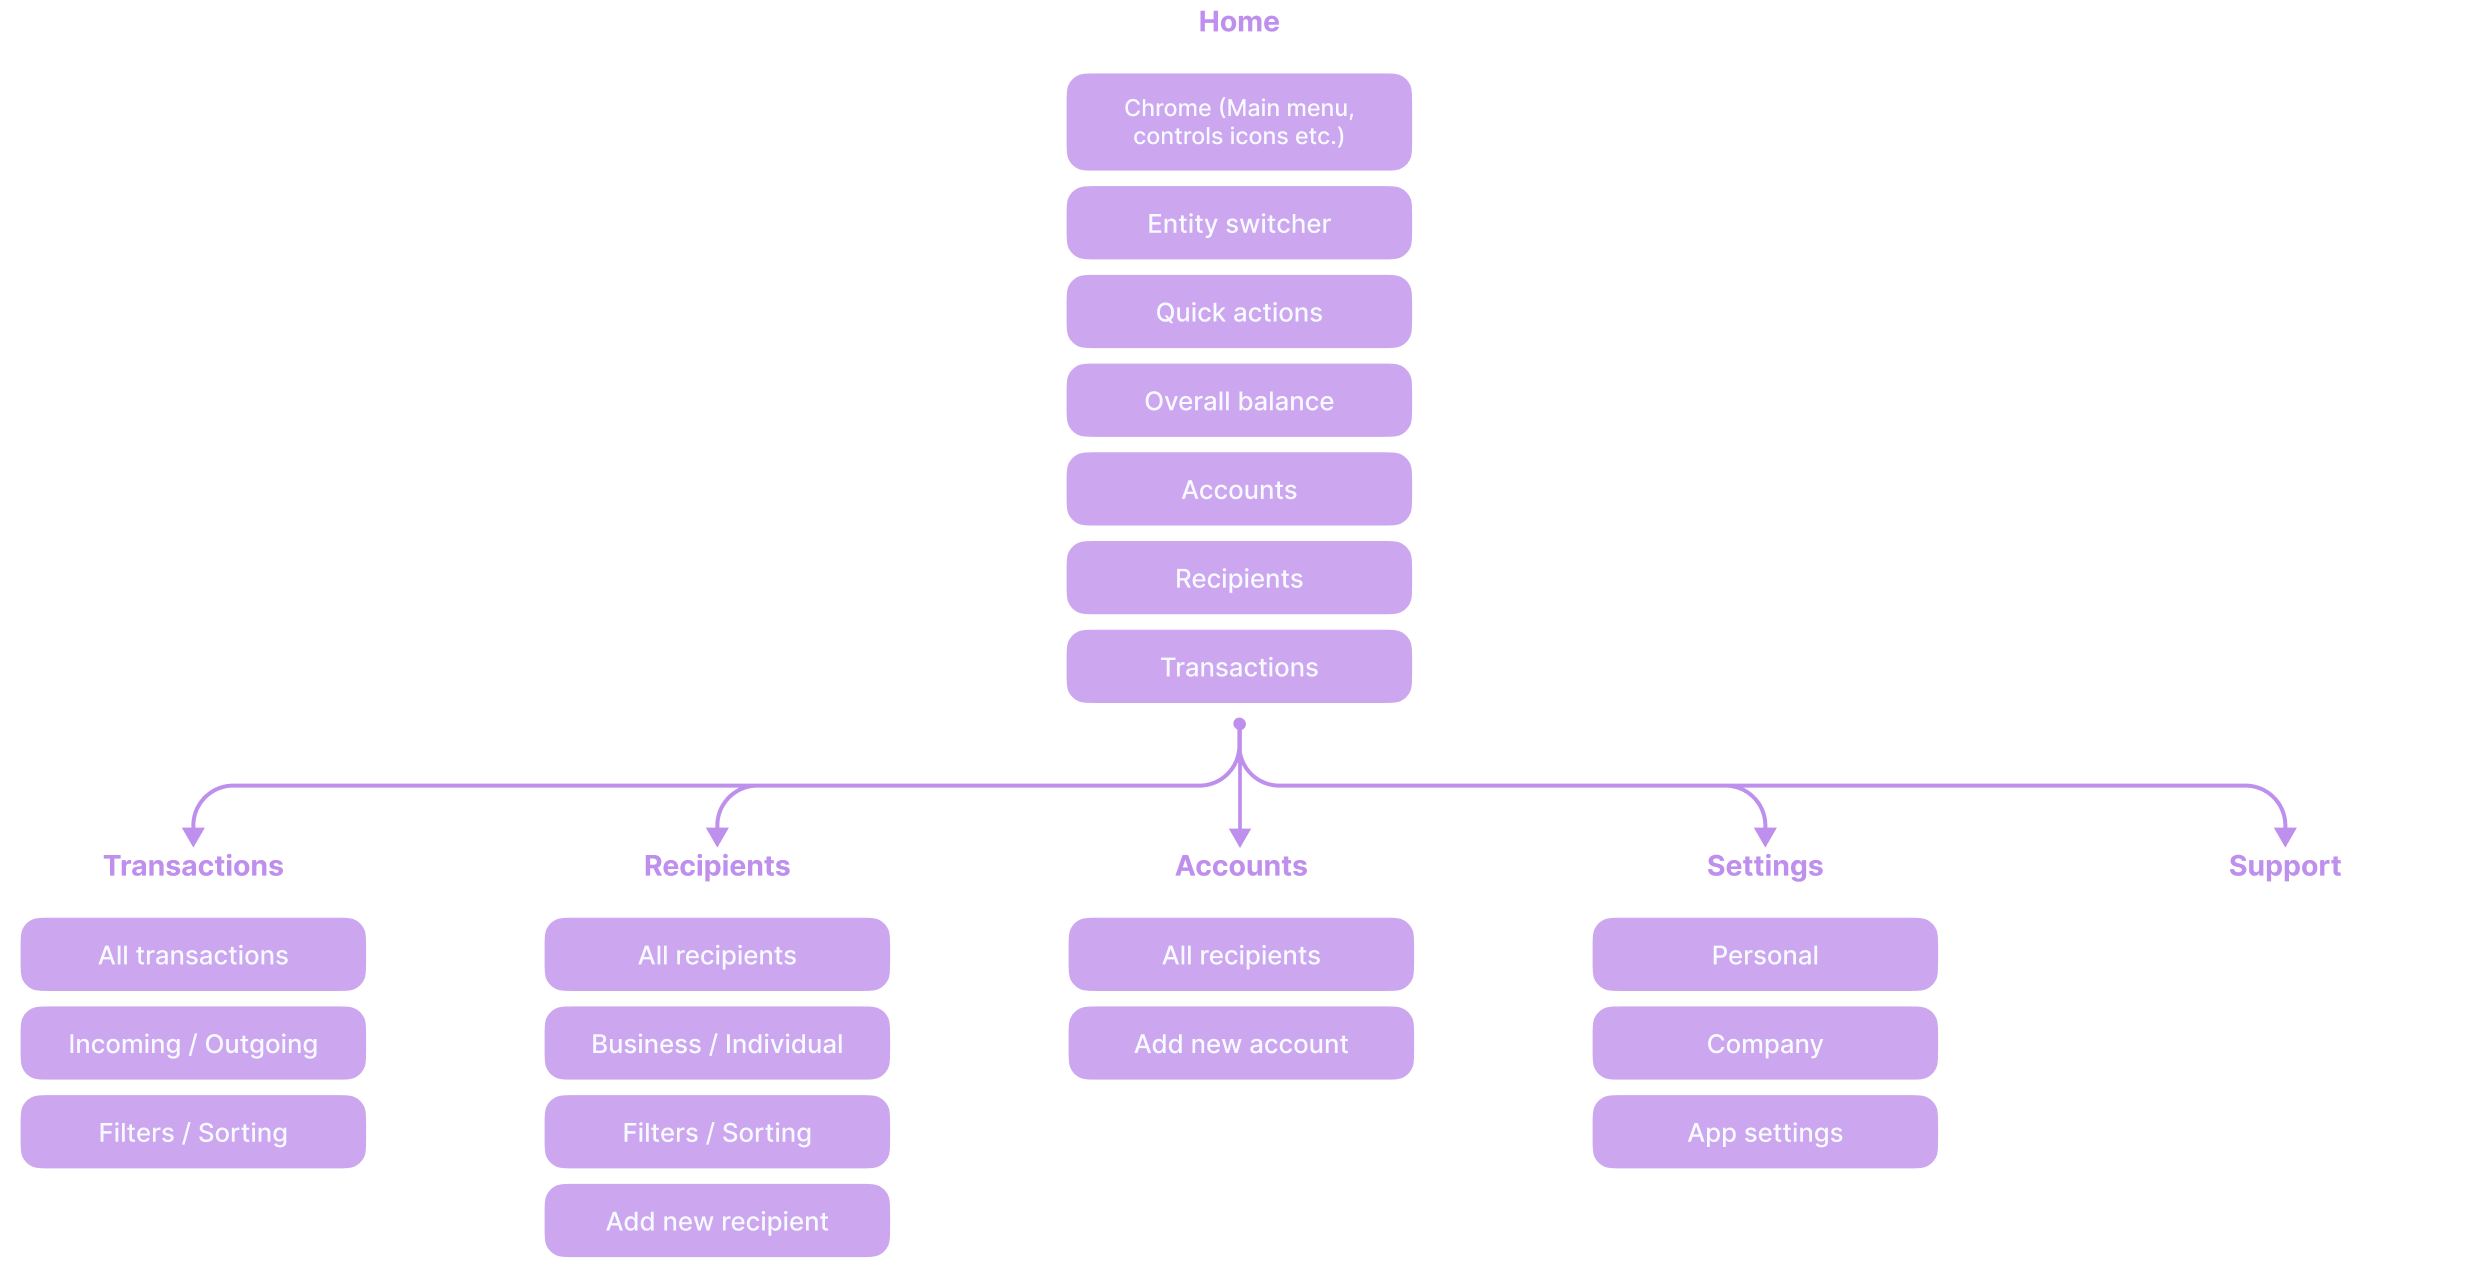 Home
Chrome (Main menu,
controls icons etc.)
Entity switcher
Quick actions
Overall balance
Accounts
Recipients
Transactions
Transactions
All transactions
Incoming / Outgoing
Filters / Sorting
Recipients
All recipients
Business / Individual
Filters / Sorting
Add new recipient
Accounts
All recipients
Add new account
Settings
Personal
Company
App settings
Support